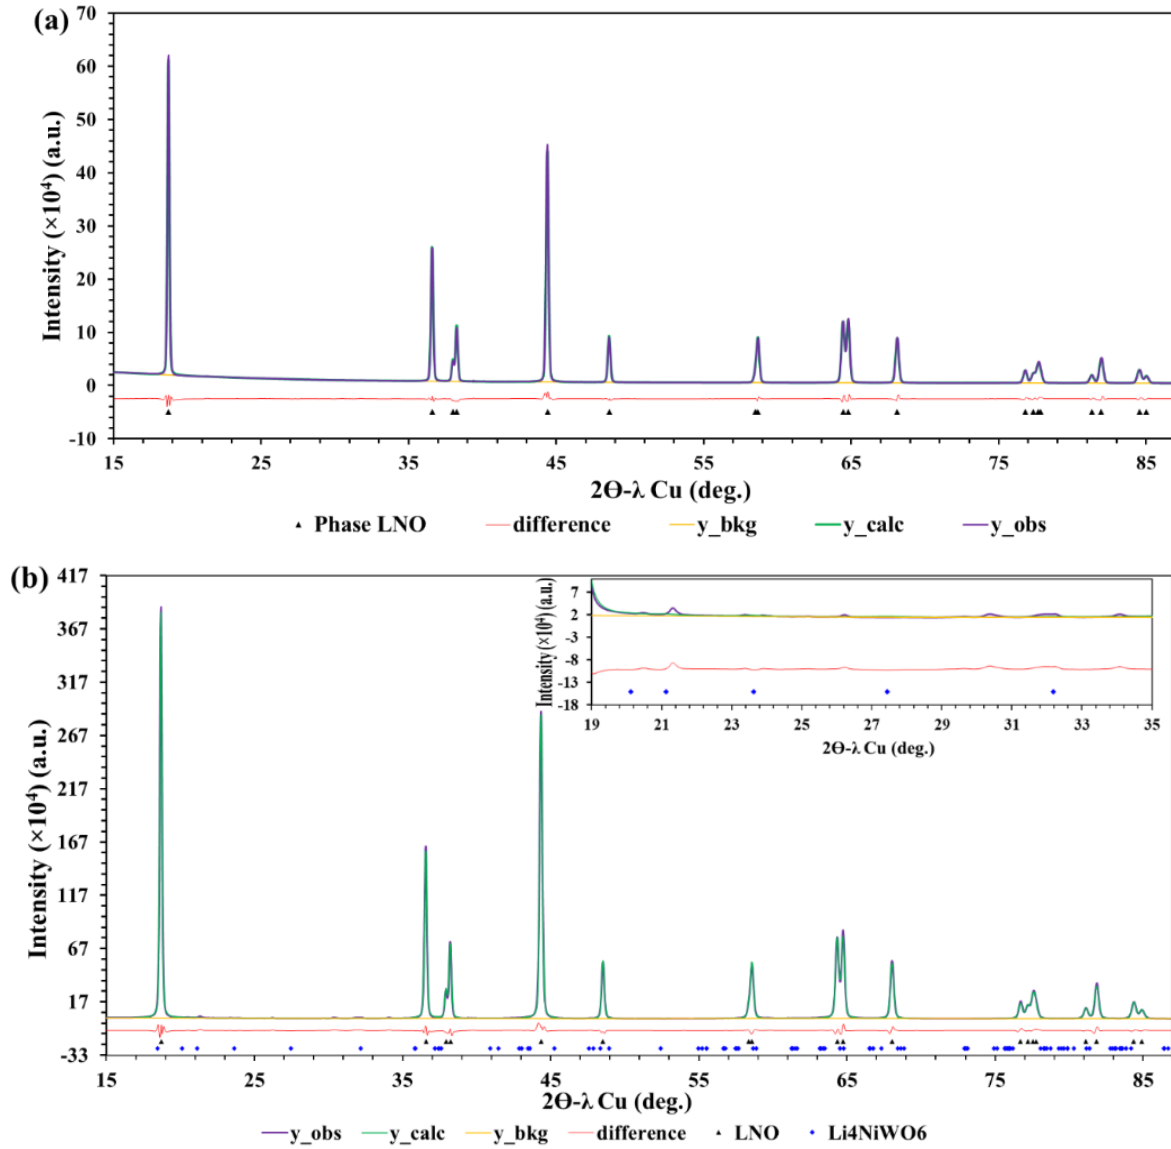 (a)
Intensity (×10⁴) (a.u.)
70
60
50
40
30
20
10
0
-10
15 25 35 45 55 65 75 85
2Θ-λ Cu (deg.)
Phase LNO difference y_bkg y_calc y_obs
(b)
Intensity (×10⁴) (a.u.)
417
367
317
267
217
167
117
67
17
-33
Intensity (×10⁴) (a.u.)
7
2
-3
-8
-13
-18
19 21 23 25 27 29 31 33 35
2Θ-λ Cu (deg.)
15 25 35 45 55 65 75 85
2Θ-λ Cu (deg.)
y_obs y_calc y_bkg difference LNO Li4NiWO6